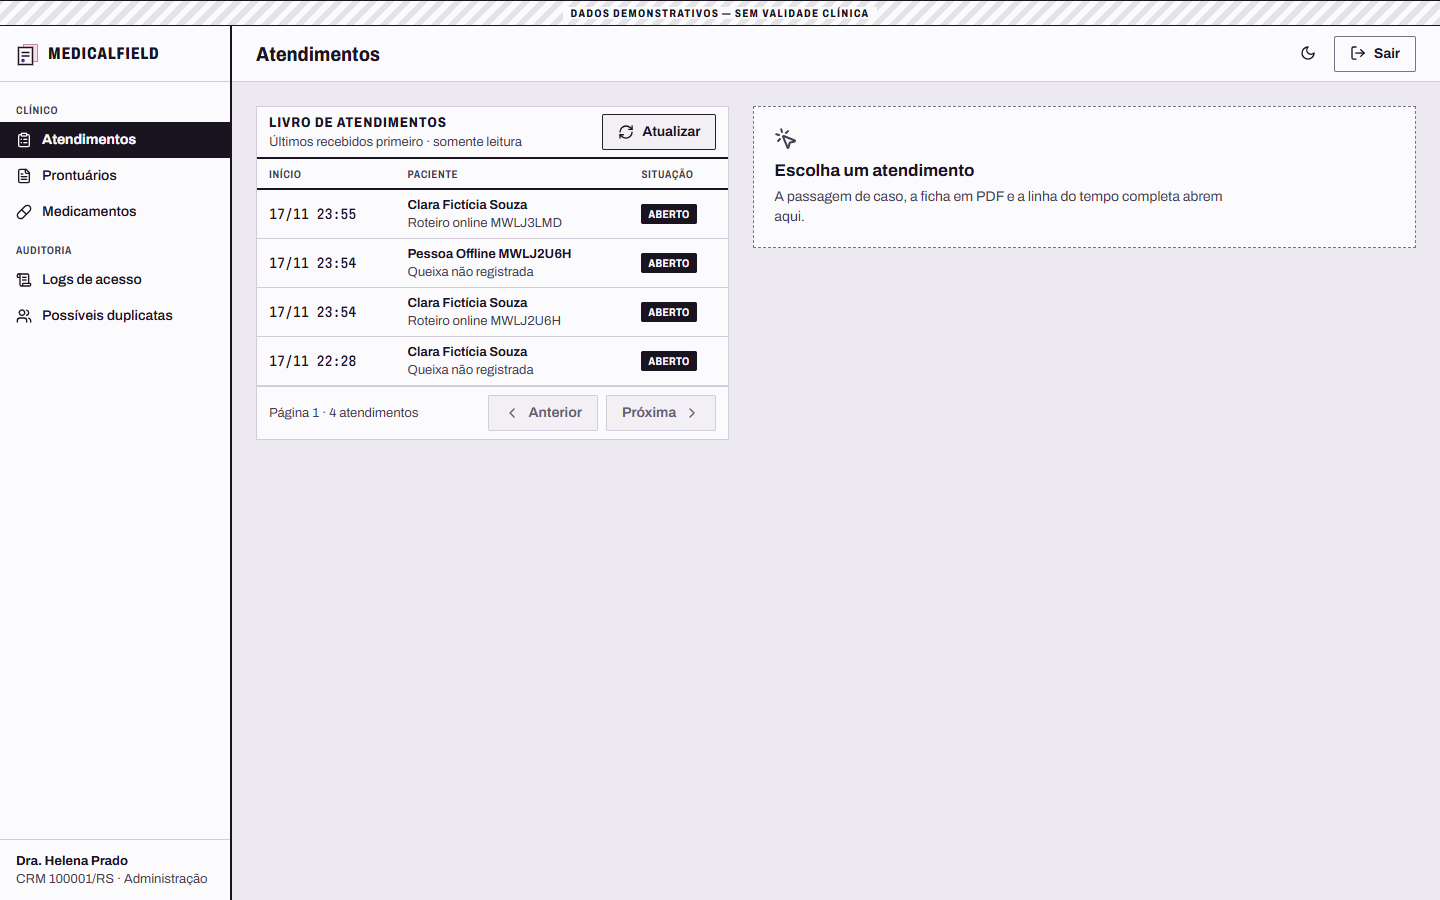 DADOS DEMONSTRATIVOS — SEM VALIDADE CLÍNICA
MEDICALFIELD
Atendimentos
Sair
CLÍNICO
Atendimentos
Prontuários
Medicamentos
AUDITORIA
Logs de acesso
Possíveis duplicatas
LIVRO DE ATENDIMENTOS
Últimos recebidos primeiro · somente leitura
Atualizar
INÍCIO PACIENTE SITUAÇÃO
17/11 23:55 Clara Fictícia Souza ABERTO
Roteiro online MWLJ3LMD
17/11 23:54 Pessoa Offline MWLJ2U6H ABERTO
Queixa não registrada
17/11 23:54 Clara Fictícia Souza ABERTO
Roteiro online MWLJ2U6H
17/11 22:28 Clara Fictícia Souza ABERTO
Queixa não registrada
Página 1 · 4 atendimentos Anterior Próxima
Escolha um atendimento
A passagem de caso, a ficha em PDF e a linha do tempo completa abrem
aqui.
Dra. Helena Prado
CRM 100001/RS · Administração